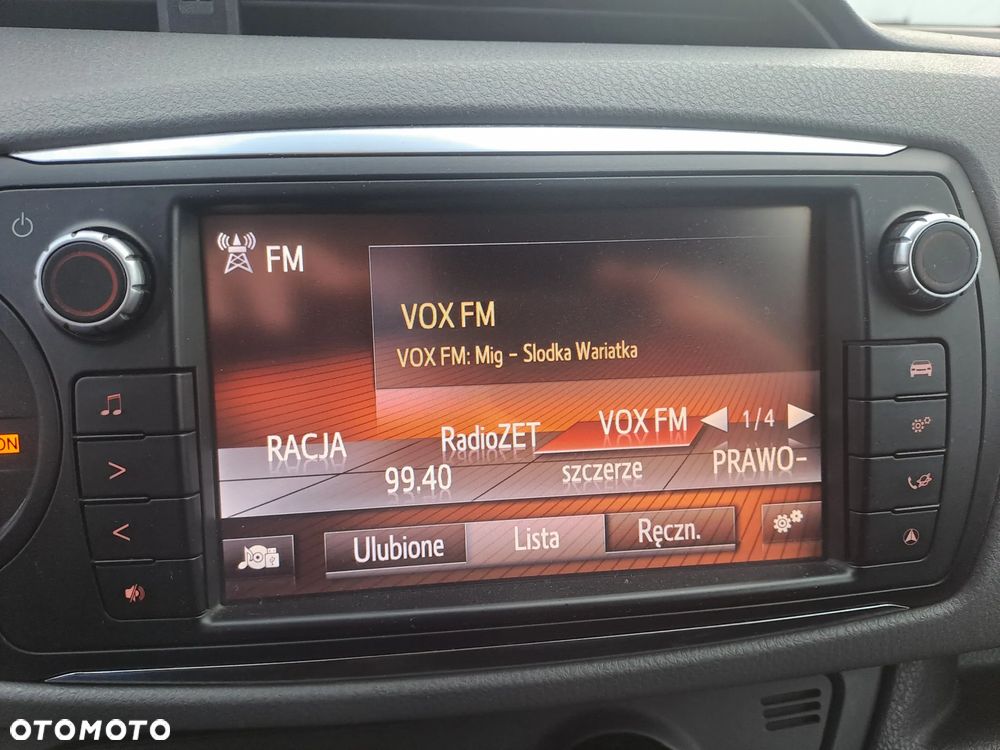 FM
VOX FM
VOX FM: Mig - Slodka Wariatka
RACJA
RadioZET
VOX FM
1/4
99.40
szczerze
PRAWO-
Ulubione
Lista
Ręczn.
ON
OTOMOTO